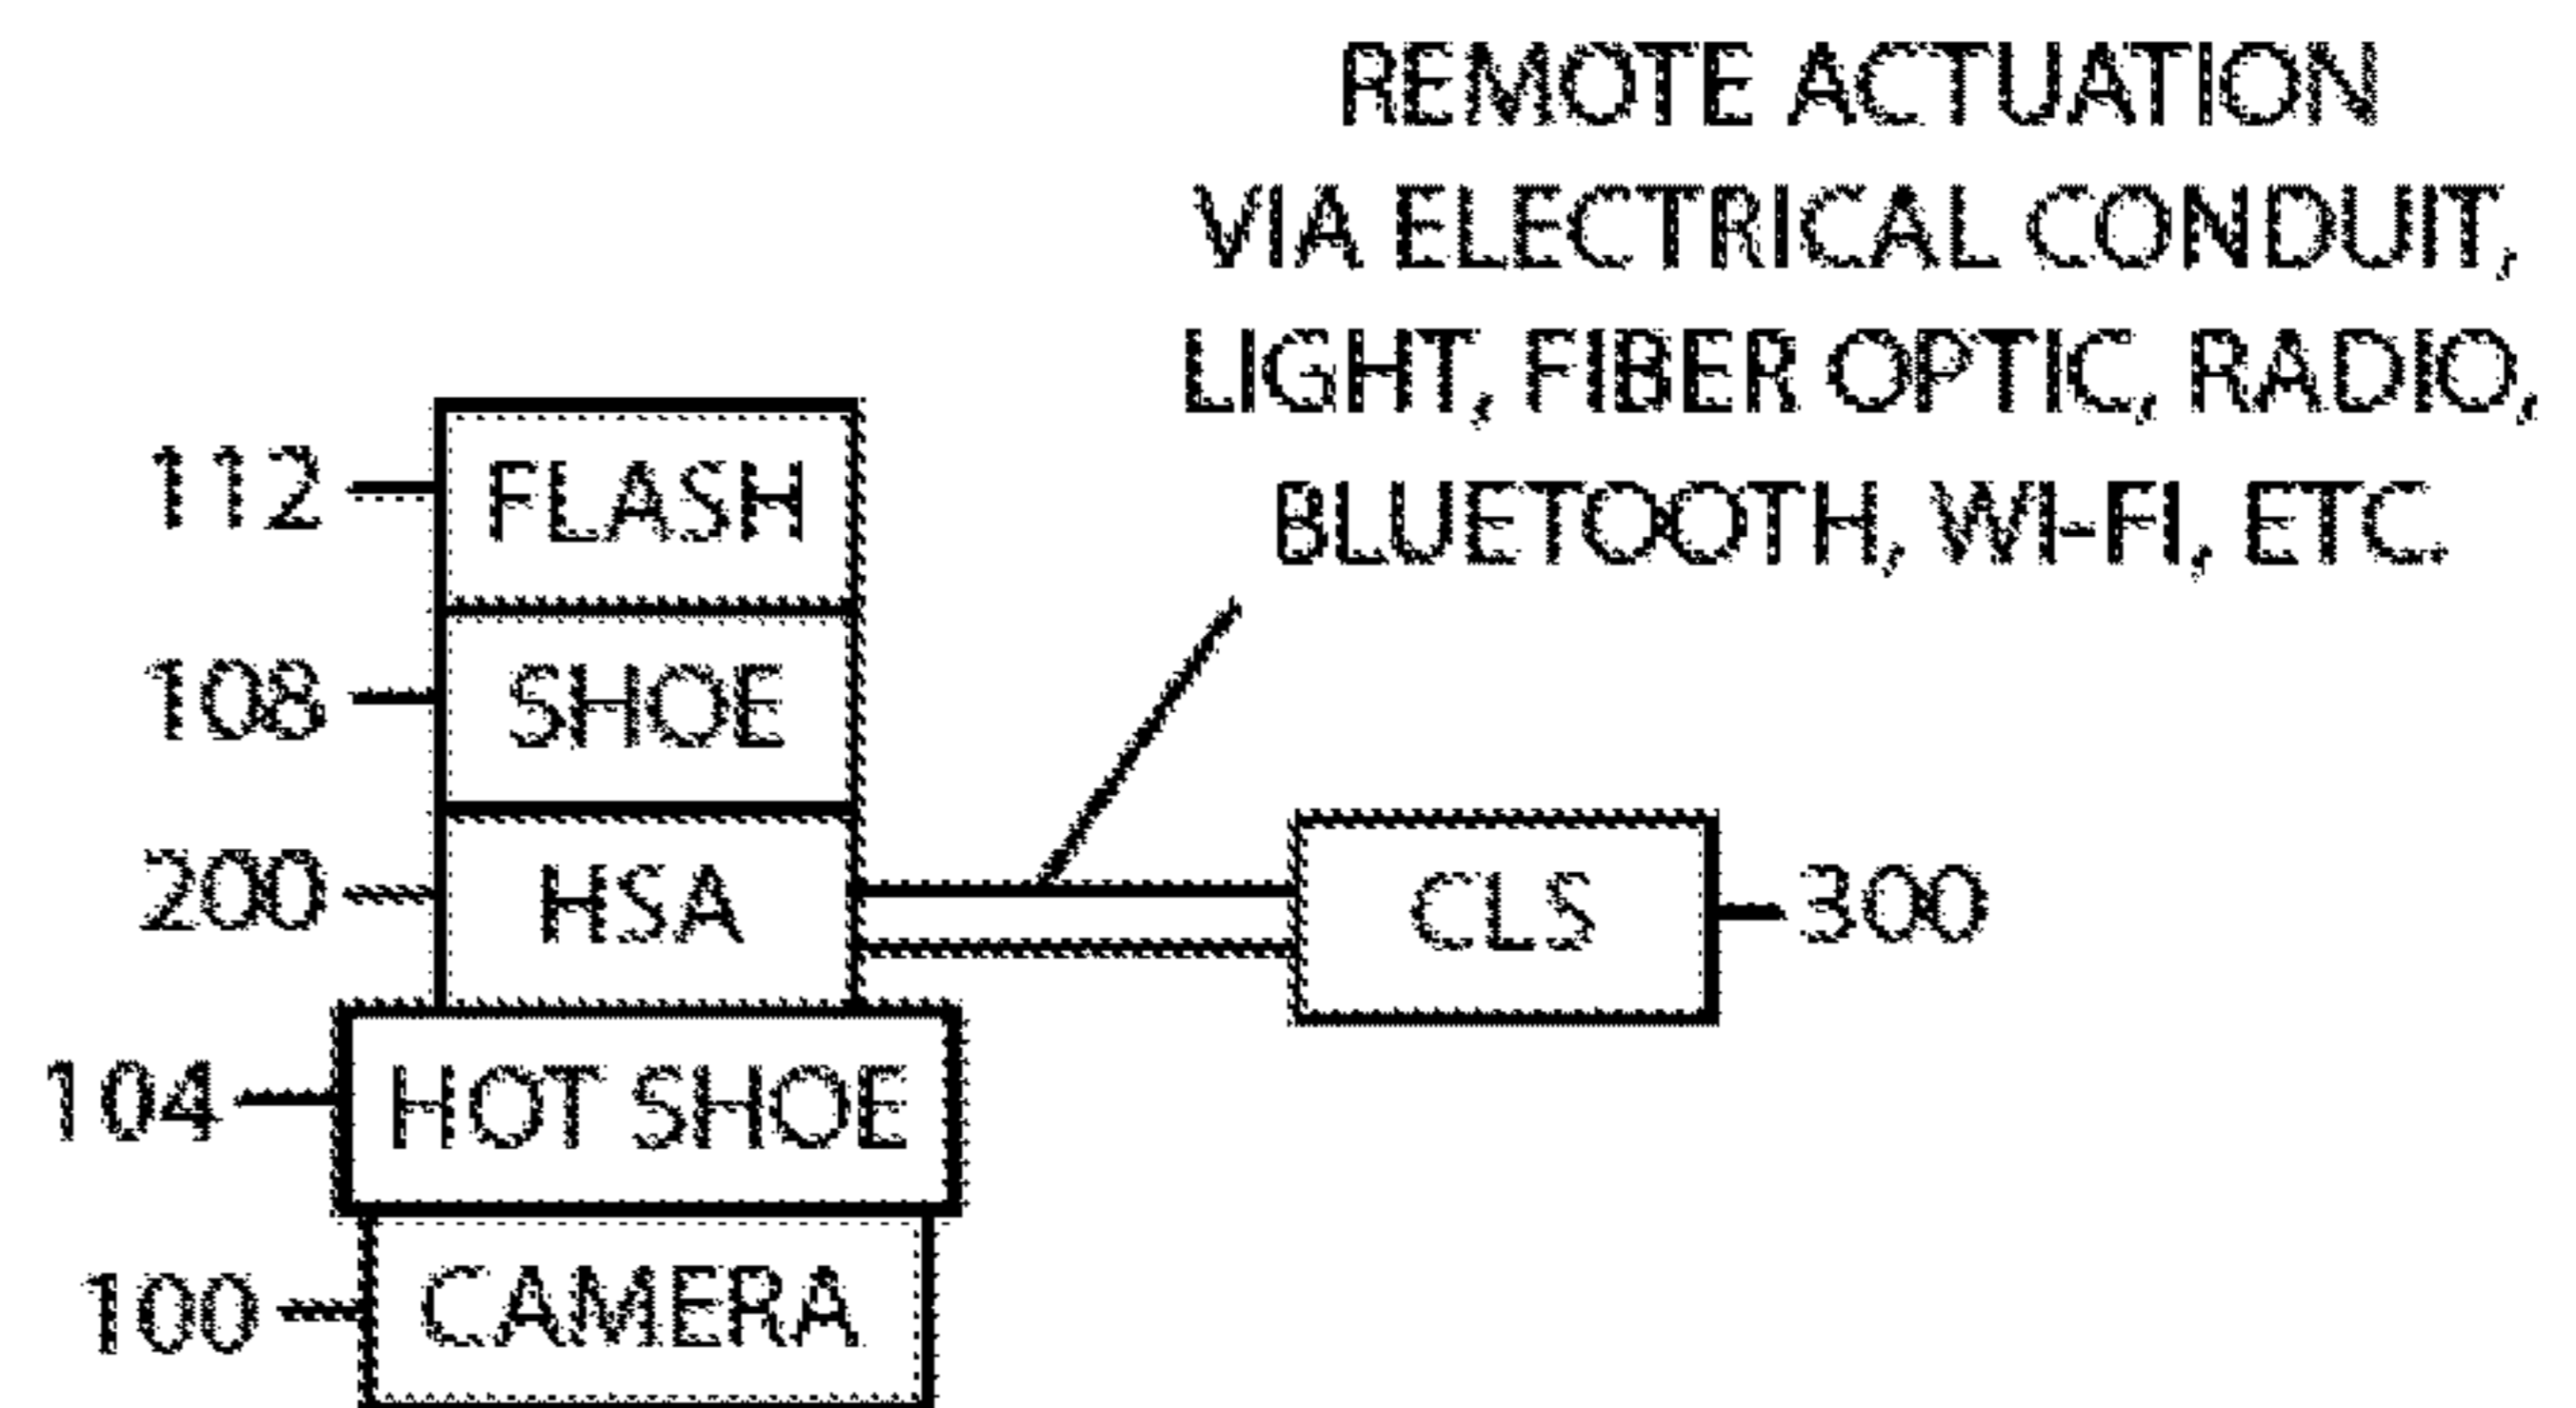 REMOTE ACTUATION
VIA ELECTRICAL CONDUIT,
LIGHT, FIBER OPTIC, RADIO,
BLUETOOTH, WI-FI, ETC.
112 FLASH
108 SHOE
200 HSA
CLS 300
104 HOT SHOE
100 CAMERA